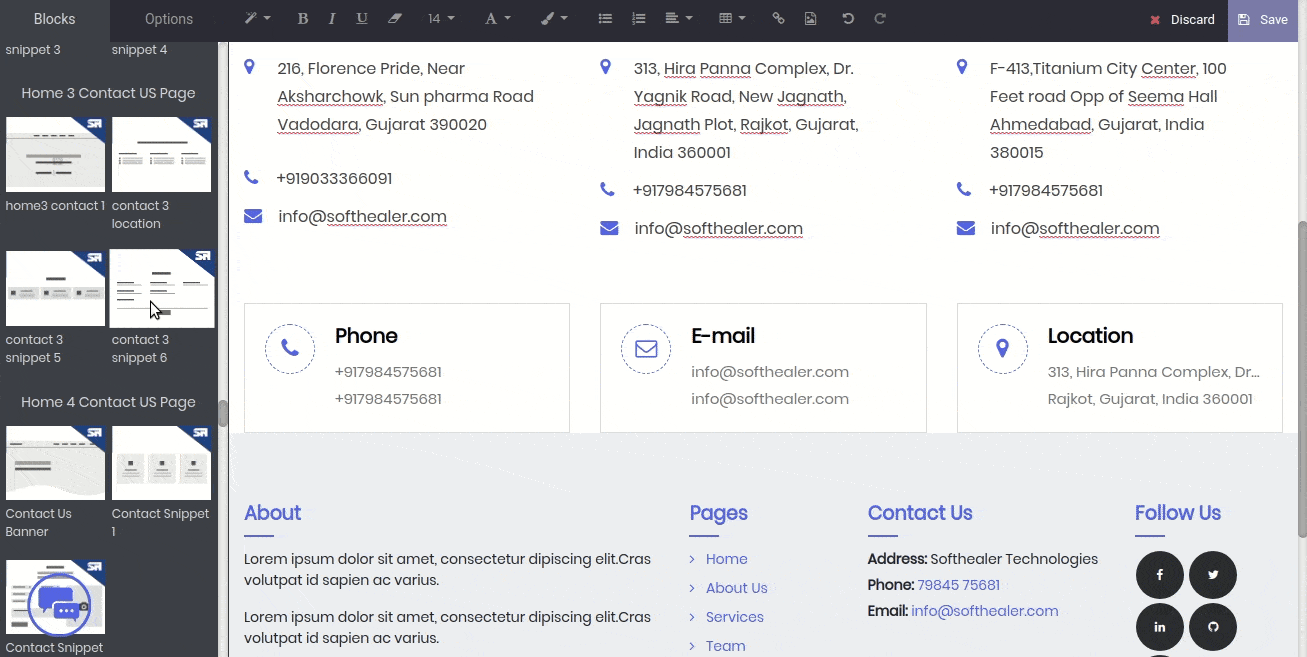 Blocks
Options
B I U
14
A
Discard
Save
snippet 3
snippet 4
Home 3 Contact US Page
SA
SA
home3 contact 1
contact 3
location
SA
SA
contact 3
snippet 5
contact 3
snippet 6
Home 4 Contact US Page
SA
SA
Contact Us
Banner
Contact Snippet
1
SA
Contact Snippet
216, Florence Pride, Near
Aksharchowk, Sun pharma Road
Vadodara, Gujarat 390020
+919033366091
info@softhealer.com
313, Hira Panna Complex, Dr.
Yagnik Road, New Jagnath,
Jagnath Plot, Rajkot, Gujarat,
India 360001
+917984575681
info@softhealer.com
F-413,Titanium City Center, 100
Feet road Opp of Seema Hall
Ahmedabad, Gujarat, India
380015
+917984575681
info@softhealer.com
Phone
+917984575681
+917984575681
E-mail
info@softhealer.com
info@softhealer.com
Location
313, Hira Panna Complex, Dr...
Rajkot, Gujarat, India 360001
About
Lorem ipsum dolor sit amet, consectetur dipiscing elit.Cras
volutpat id sapien ac varius.
Lorem ipsum dolor sit amet, consectetur dipiscing elit.Cras
volutpat id sapien ac varius.
Pages
Home
About Us
Services
Team
Contact Us
Address: Softhealer Technologies
Phone: 79845 75681
Email: info@softhealer.com
Follow Us
f
in